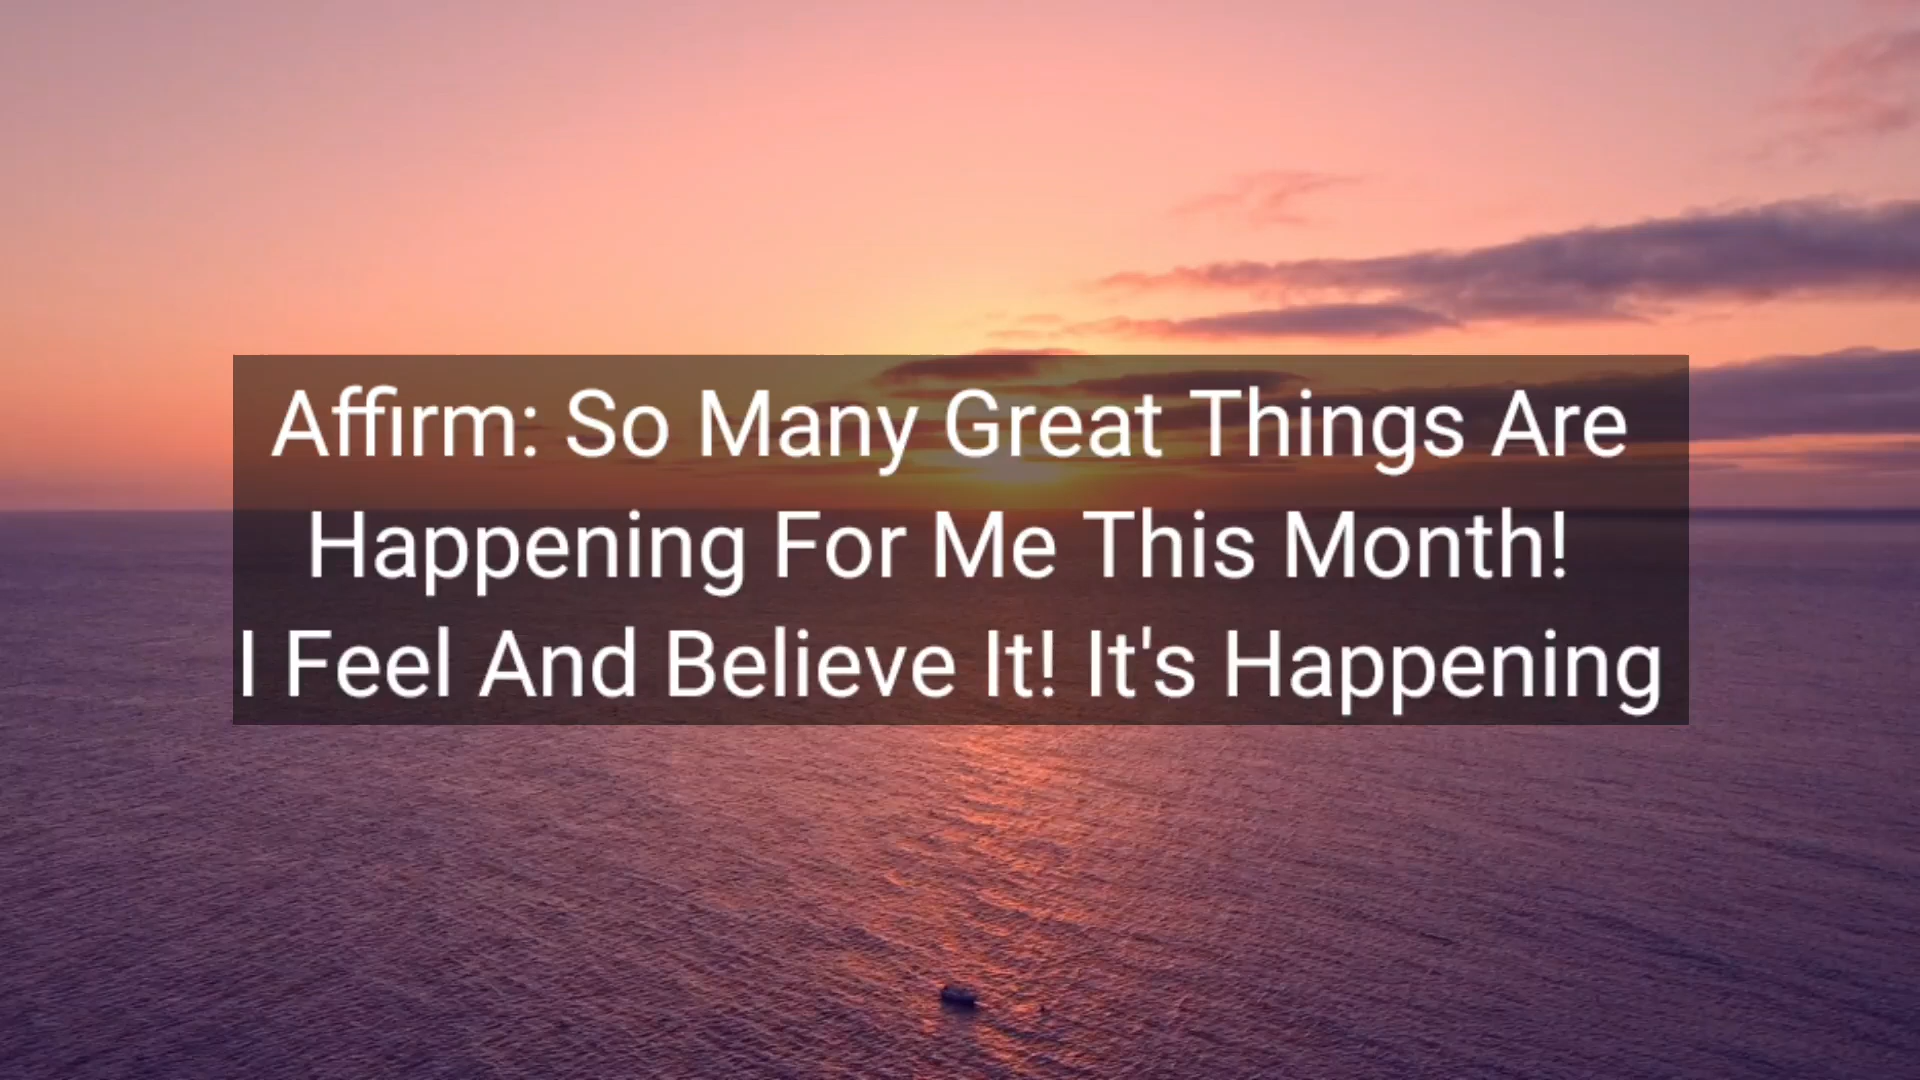 Affirm: So Many Great Things Are
Happening For Me This Month!
I Feel And Believe It! It's Happening